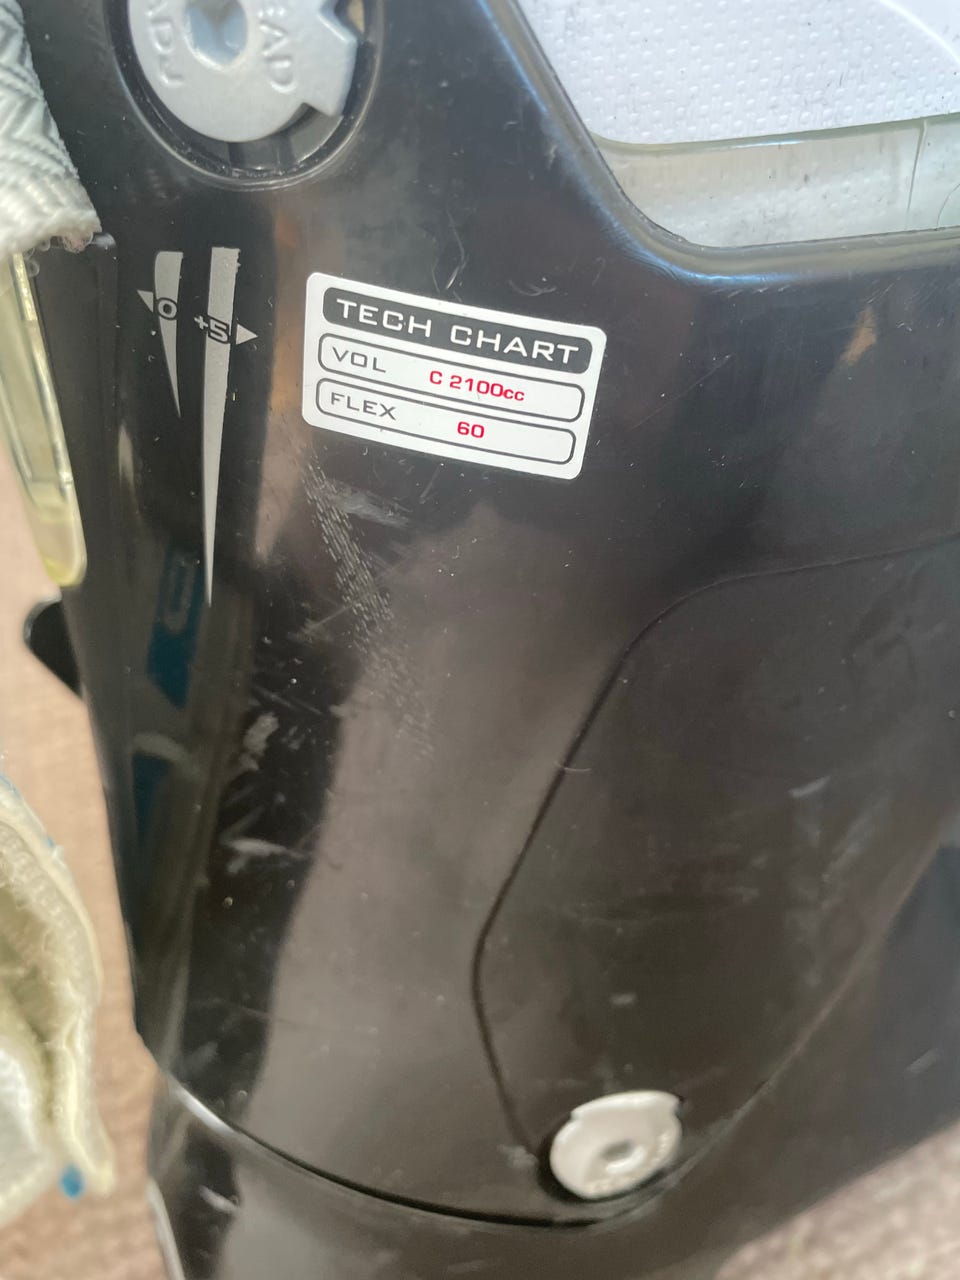 0
+5
TECH CHART
VOL C 2100cc
FLEX 60